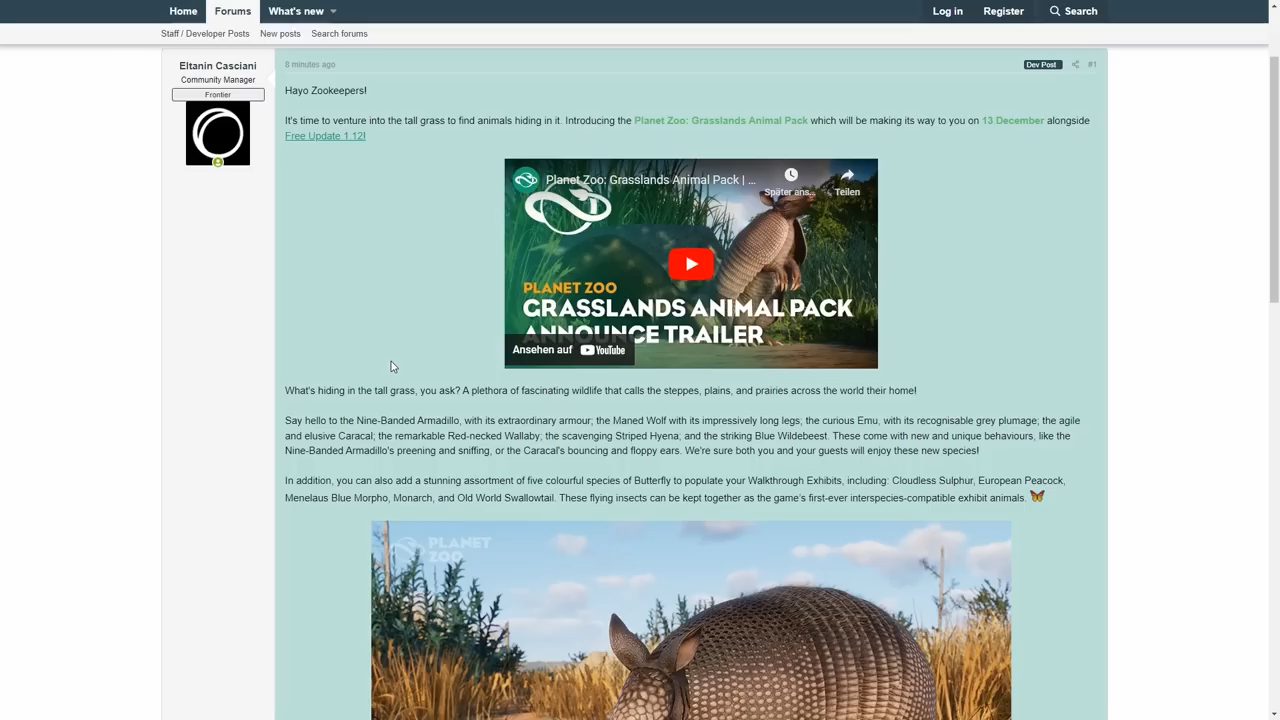 Home
Forums
What's new
Log in
Register
Search
Staff / Developer Posts
New posts
Search forums
Eltanin Casciani
Community Manager
Frontier
8 minutes ago
Dev Post
#1
Hayo Zookeepers!
It's time to venture into the tall grass to find animals hiding in it. Introducing the Planet Zoo: Grasslands Animal Pack which will be making its way to you on 13 December alongside
Free Update 1.12!
Planet Zoo: Grasslands Animal Pack | ...
Später ans...
Teilen
PLANET ZOO
GRASSLANDS ANIMAL PACK
ANNOUNCE TRAILER
Ansehen auf YouTube
What's hiding in the tall grass, you ask? A plethora of fascinating wildlife that calls the steppes, plains, and prairies across the world their home!
Say hello to the Nine-Banded Armadillo, with its extraordinary armour; the Maned Wolf with its impressively long legs; the curious Emu, with its recognisable grey plumage; the agile
and elusive Caracal; the remarkable Red-necked Wallaby; the scavenging Striped Hyena; and the striking Blue Wildebeest. These come with new and unique behaviours, like the
Nine-Banded Armadillo's preening and sniffing, or the Caracal's bouncing and floppy ears. We're sure both you and your guests will enjoy these new species!
In addition, you can also add a stunning assortment of five colourful species of Butterfly to populate your Walkthrough Exhibits, including: Cloudless Sulphur, European Peacock,
Menelaus Blue Morpho, Monarch, and Old World Swallowtail. These flying insects can be kept together as the game's first-ever interspecies-compatible exhibit animals.
PLANET
ZOO